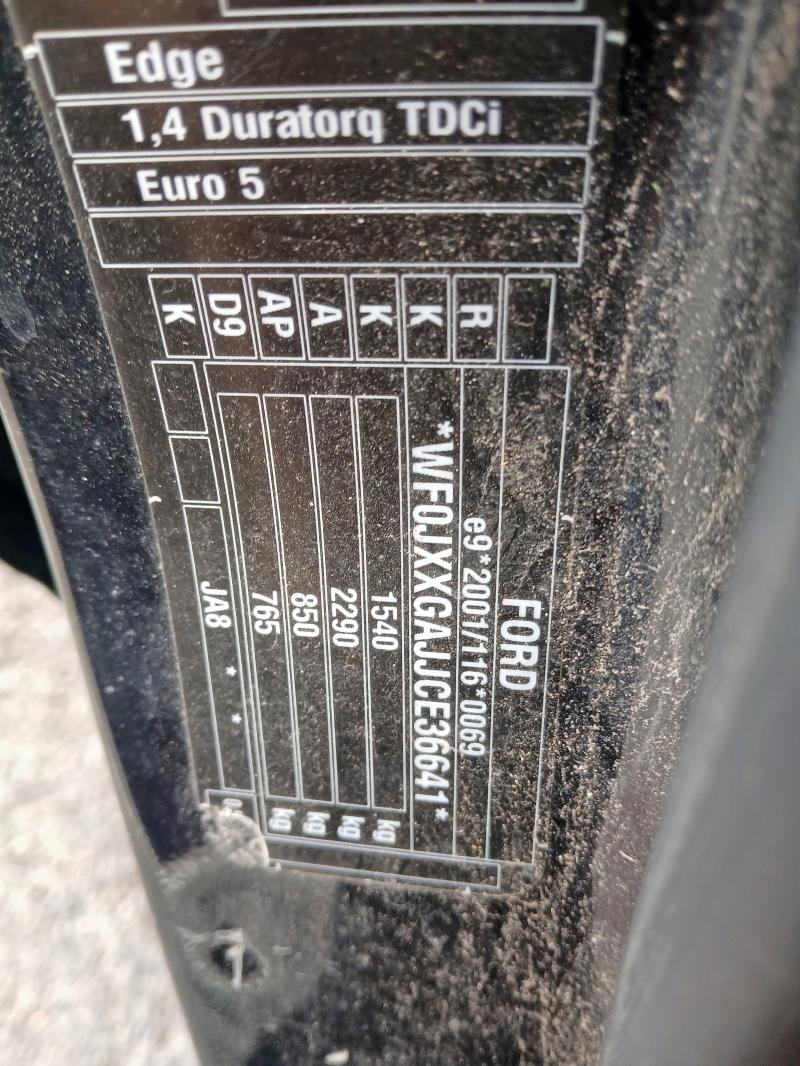 Edge
1,4 Duratorq TDCi
Euro 5
K D9 AP A K K R
FORD
e9*2001/116*0069
*WF0JXXGAJJCE36641*
1540 kg
2290 kg
850 kg
765 kg
JA8 * *